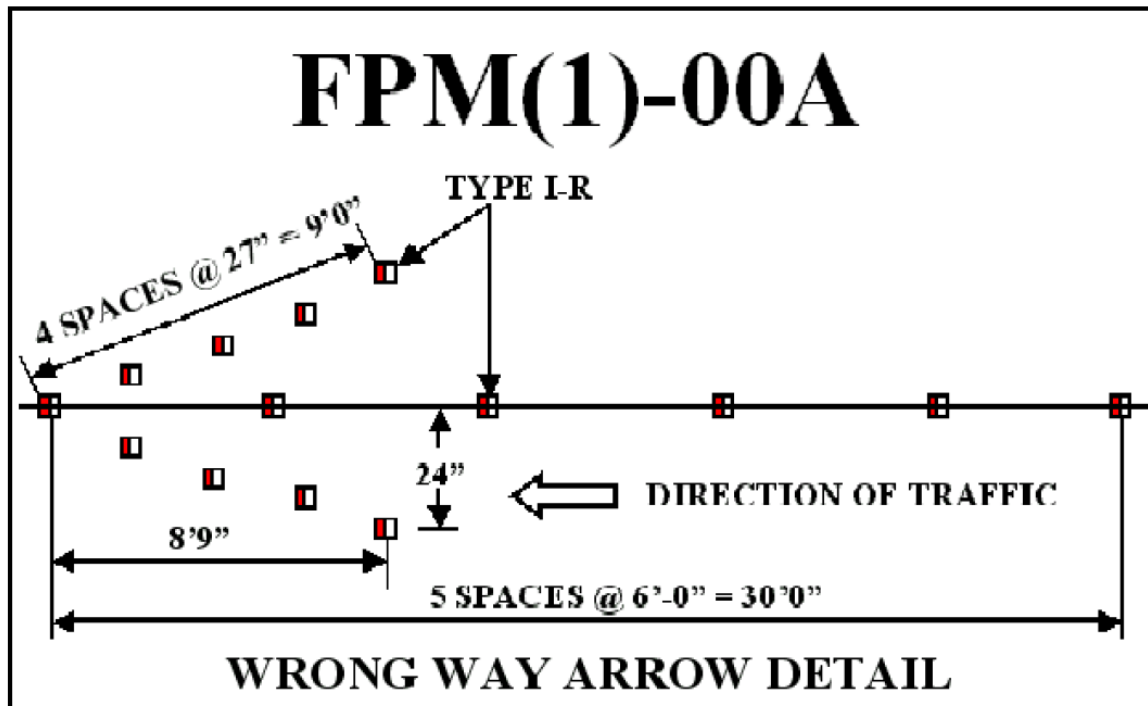 FPM(1)-00A
TYPE I-R
4 SPACES @ 27” = 9’0”
24”
DIRECTION OF TRAFFIC
8’9”
5 SPACES @ 6’-0” = 30’0”
WRONG WAY ARROW DETAIL